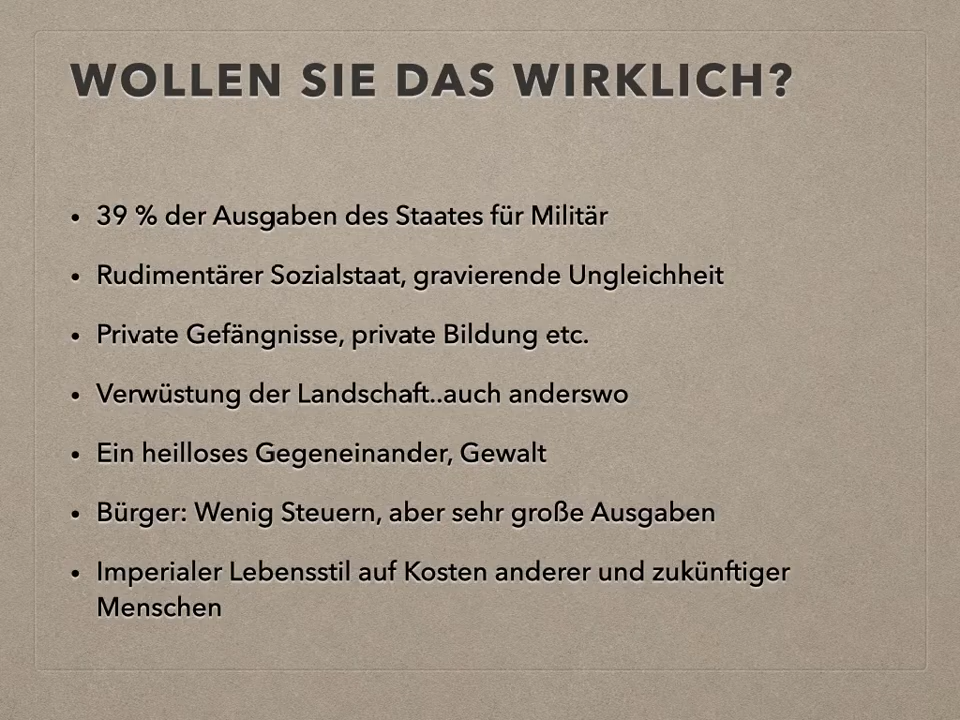 WOLLEN SIE DAS WIRKLICH?
• 39 % der Ausgaben des Staates für Militär
• Rudimentärer Sozialstaat, gravierende Ungleichheit
• Private Gefängnisse, private Bildung etc.
• Verwüstung der Landschaft..auch anderswo
• Ein heilloses Gegeneinander, Gewalt
• Bürger: Wenig Steuern, aber sehr große Ausgaben
• Imperialer Lebensstil auf Kosten anderer und zukünftiger
Menschen